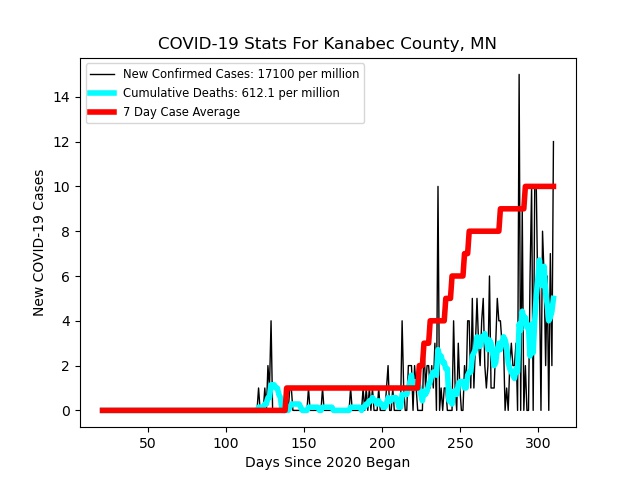 COVID-19 Stats For Kanabec County, MN
New Confirmed Cases: 17100 per million
Cumulative Deaths: 612.1 per million
7 Day Case Average
New COVID-19 Cases
14
12
10
8
6
4
2
0
50 100 150 200 250 300
Days Since 2020 Began